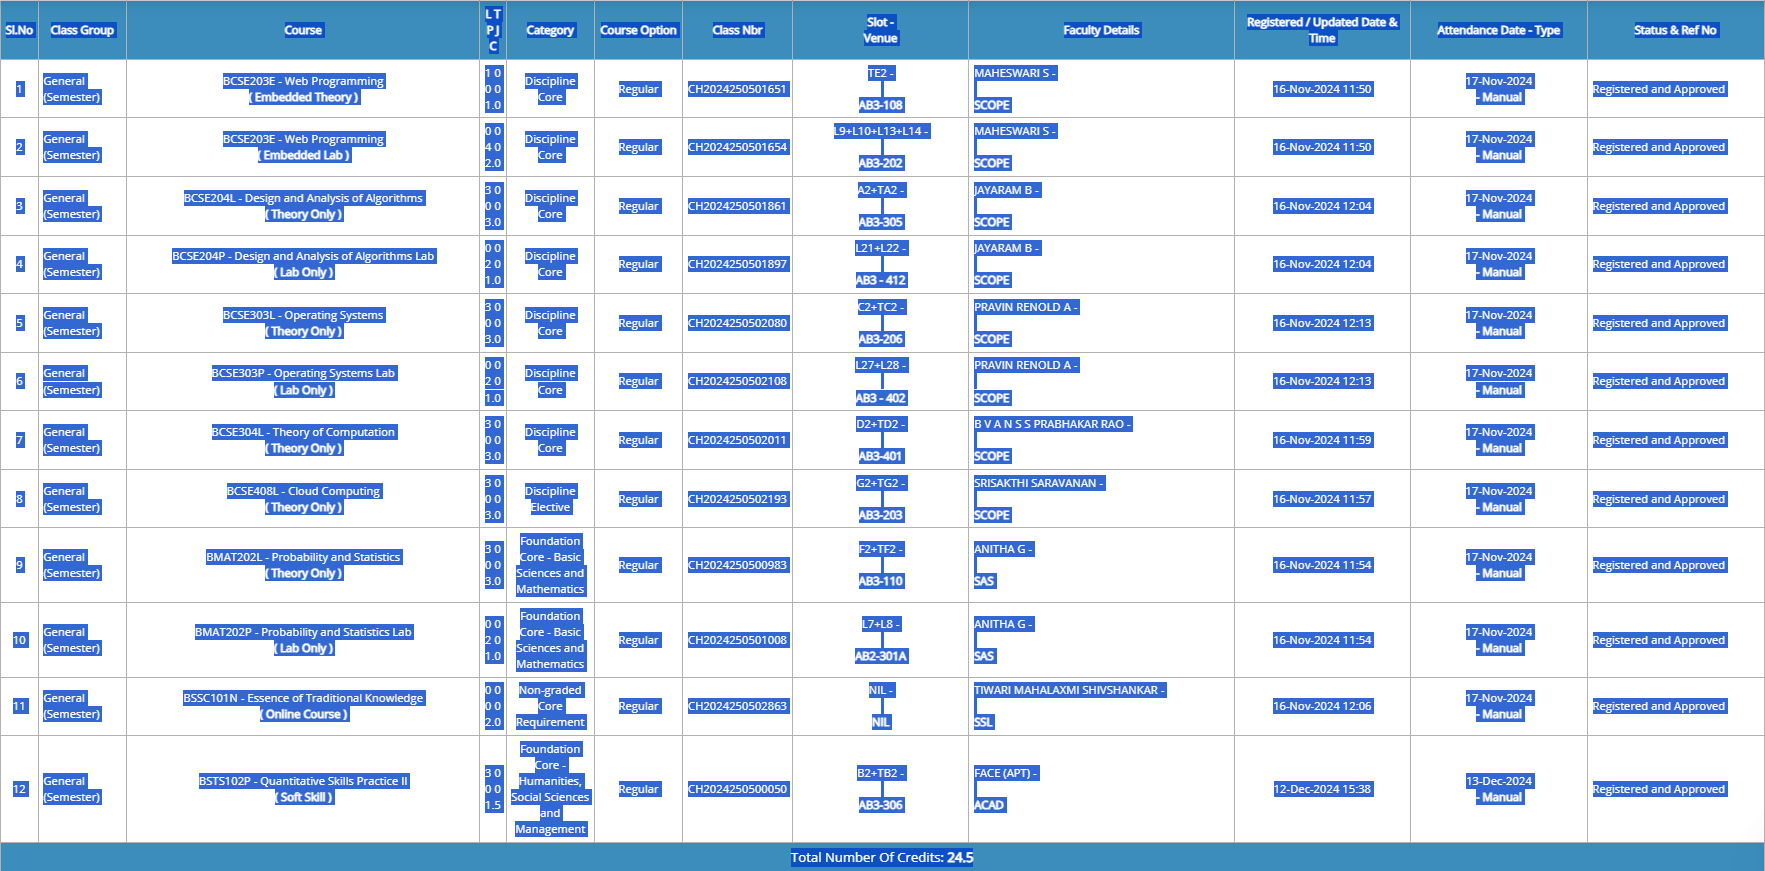 Sl.No Class Group Course L T P J C Category Course Option Class Nbr Slot - Venue Faculty Details Registered / Updated Date & Time Attendance Date - Type Status & Ref No
1 General (Semester) BCSE203E - Web Programming ( Embedded Theory ) 1 0 0 0 1.0 Discipline Core Regular CH2024250501651 TE2 - AB3-108 MAHESWARI S - SCOPE 16-Nov-2024 11:50 17-Nov-2024 - Manual Registered and Approved
2 General (Semester) BCSE203E - Web Programming ( Embedded Lab ) 0 0 4 0 2.0 Discipline Core Regular CH2024250501654 L9+L10+L13+L14 - AB3-202 MAHESWARI S - SCOPE 16-Nov-2024 11:50 17-Nov-2024 - Manual Registered and Approved
3 General (Semester) BCSE204L - Design and Analysis of Algorithms ( Theory Only ) 3 0 0 0 3.0 Discipline Core Regular CH2024250501861 A2+TA2 - AB3-305 JAYARAM B - SCOPE 16-Nov-2024 12:04 17-Nov-2024 - Manual Registered and Approved
4 General (Semester) BCSE204P - Design and Analysis of Algorithms Lab ( Lab Only ) 0 0 2 0 1.0 Discipline Core Regular CH2024250501897 L21+L22 - AB3 - 412 JAYARAM B - SCOPE 16-Nov-2024 12:04 17-Nov-2024 - Manual Registered and Approved
5 General (Semester) BCSE303L - Operating Systems ( Theory Only ) 3 0 0 0 3.0 Discipline Core Regular CH2024250502080 C2+TC2 - AB3-206 PRAVIN RENOLD A - SCOPE 16-Nov-2024 12:13 17-Nov-2024 - Manual Registered and Approved
6 General (Semester) BCSE303P - Operating Systems Lab ( Lab Only ) 0 0 2 0 1.0 Discipline Core Regular CH2024250502108 L27+L28 - AB3 - 402 PRAVIN RENOLD A - SCOPE 16-Nov-2024 12:13 17-Nov-2024 - Manual Registered and Approved
7 General (Semester) BCSE304L - Theory of Computation ( Theory Only ) 3 0 0 0 3.0 Discipline Core Regular CH2024250502011 D2+TD2 - AB3-401 B V A N S S PRABHAKAR RAO - SCOPE 16-Nov-2024 11:59 17-Nov-2024 - Manual Registered and Approved
8 General (Semester) BCSE408L - Cloud Computing ( Theory Only ) 3 0 0 0 3.0 Discipline Elective Regular CH2024250502193 G2+TG2 - AB3-203 SRISAKTHI SARAVANAN - SCOPE 16-Nov-2024 11:57 17-Nov-2024 - Manual Registered and Approved
9 General (Semester) BMAT202L - Probability and Statistics ( Theory Only ) 3 0 0 0 3.0 Foundation Core - Basic Sciences and Mathematics Regular CH2024250500983 F2+TF2 - AB3-110 ANITHA G - SAS 16-Nov-2024 11:54 17-Nov-2024 - Manual Registered and Approved
10 General (Semester) BMAT202P - Probability and Statistics Lab ( Lab Only ) 0 0 2 0 1.0 Foundation Core - Basic Sciences and Mathematics Regular CH2024250501008 L7+L8 - AB2-301A ANITHA G - SAS 16-Nov-2024 11:54 17-Nov-2024 - Manual Registered and Approved
11 General (Semester) BSSC101N - Essence of Traditional Knowledge ( Online Course ) 0 0 0 0 2.0 Non-graded Core Requirement Regular CH2024250502863 NIL - NIL TIWARI MAHALAXMI SHIVSHANKAR - SSL 16-Nov-2024 12:06 17-Nov-2024 - Manual Registered and Approved
12 General (Semester) BSTS102P - Quantitative Skills Practice II ( Soft Skill ) 3 0 0 0 1.5 Foundation Core - Humanities, Social Sciences and Management Regular CH2024250500050 B2+TB2 - AB3-306 FACE (APT) - ACAD 12-Dec-2024 15:38 13-Dec-2024 - Manual Registered and Approved
Total Number Of Credits: 24.5